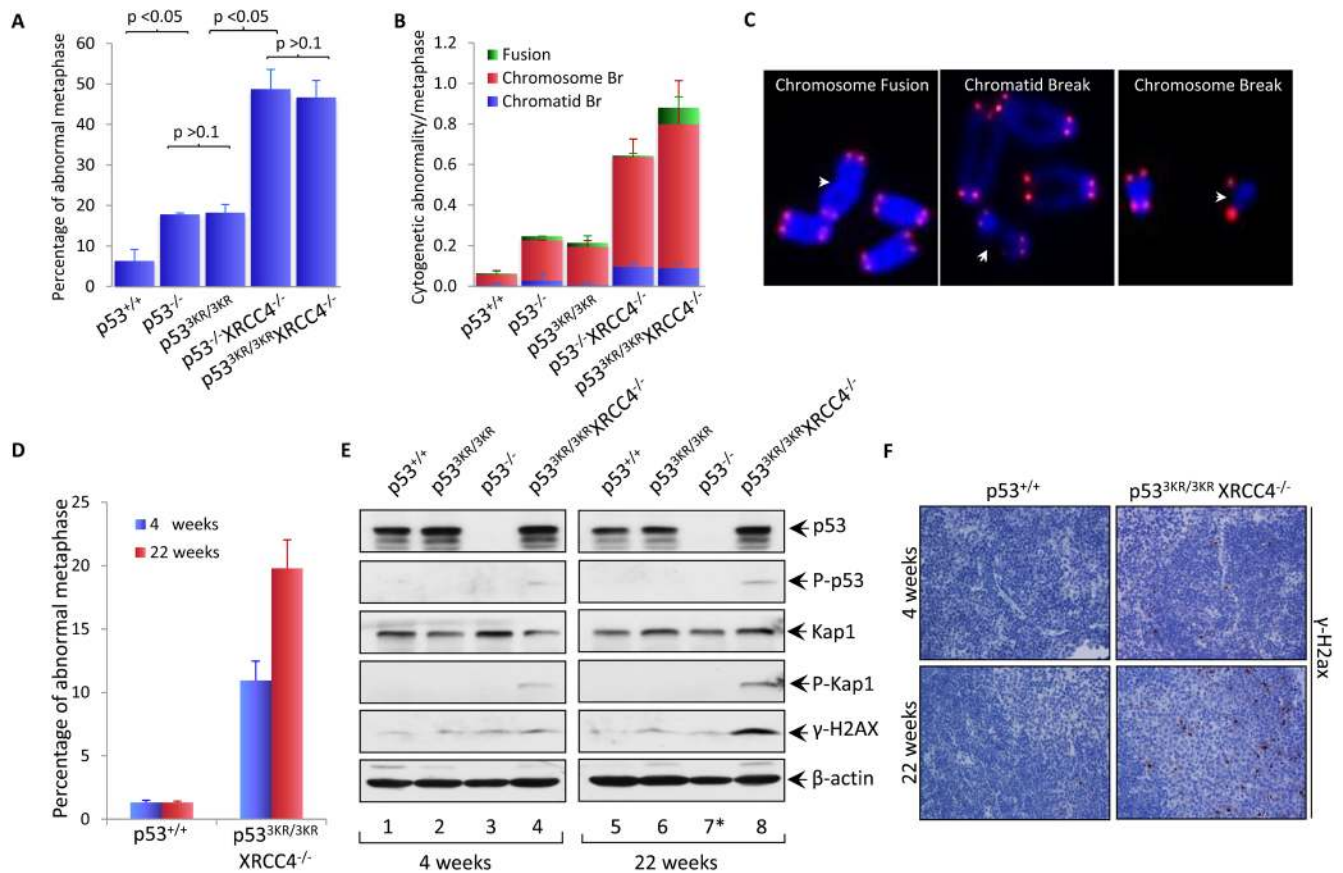 A
p <0.05
p <0.05
p >0.1
p >0.1
Percentage of abnormal metaphase
60
50
40
30
20
10
0
p53+/+
p53-/-
p533KR/3KR
p53-/-XRCC4-/-
p533KR/3KRXRCC4-/-
B
Fusion
Chromosome Br
Chromatid Br
Cytogenetic abnormality/metaphase
1.2
1.0
0.8
0.6
0.4
0.2
0.0
p53+/+
p53-/-
p533KR/3KR
p53-/-XRCC4-/-
p533KR/3KRXRCC4-/-
C
Chromosome Fusion
Chromatid Break
Chromosome Break
D
4 weeks
22 weeks
Percentage of abnormal metaphase
25
20
15
10
5
0
p53+/+
p533KR/3KR
XRCC4-/-
E
p53+/+
p533KR/3KR
p53-/-
p533KR/3KRXRCC4-/-
p53+/+
p533KR/3KR
p53-/-
p533KR/3KRXRCC4-/-
p53
P-p53
Kap1
P-Kap1
γ-H2AX
β-actin
1 2 3 4 5 6 7* 8
4 weeks
22 weeks
F
p53+/+
p533KR/3KR XRCC4-/-
4 weeks
22 weeks
γ-H2ax